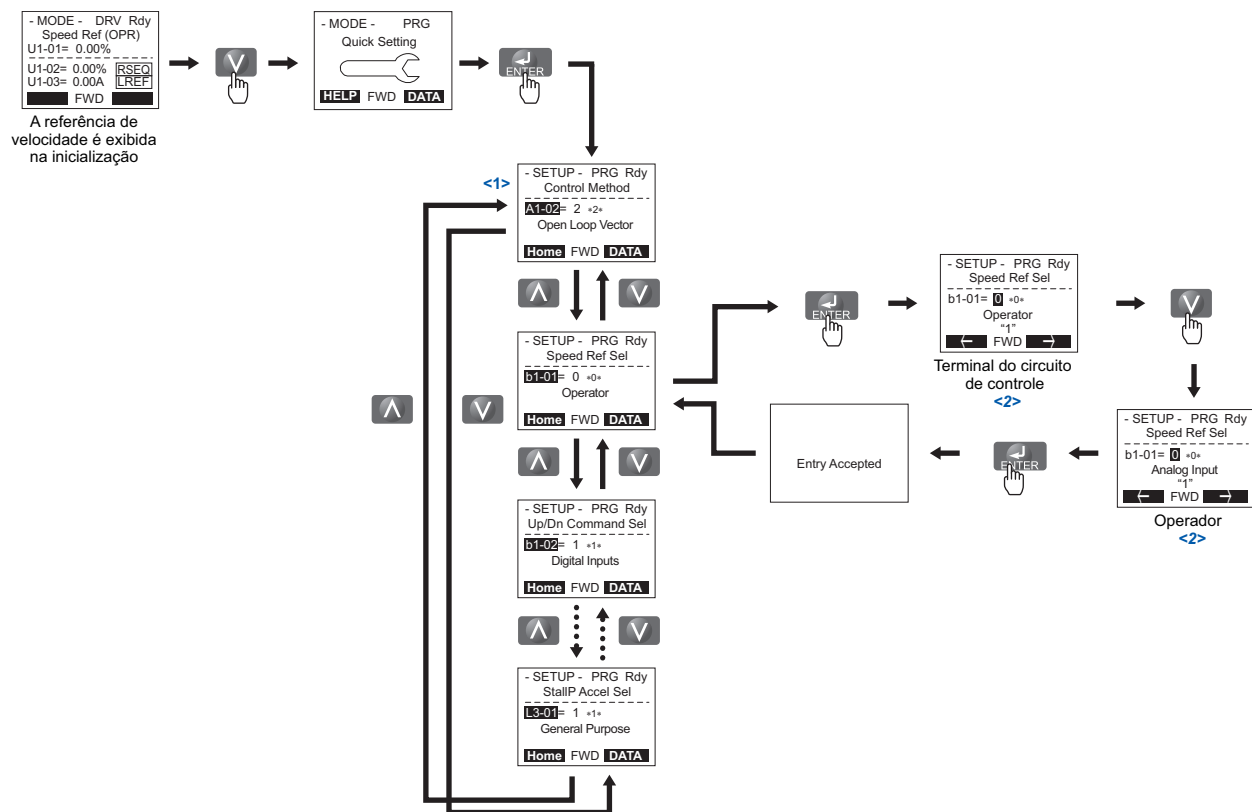 - MODE - DRV Rdy
Speed Ref (OPR)
U1-01= 0.00%
U1-02= 0.00% RSEQ
U1-03= 0.00A LREF
FWD
A referência de
velocidade é exibida
na inicialização
- MODE - PRG
Quick Setting
HELP FWD DATA
ENTER
<1>
- SETUP - PRG Rdy
Control Method
A1-02= 2 *2*
Open Loop Vector
Home FWD DATA
- SETUP - PRG Rdy
Speed Ref Sel
b1-01= 0 *0*
Operator
Home FWD DATA
- SETUP - PRG Rdy
Up/Dn Command Sel
b1-02= 1 *1*
Digital Inputs
Home FWD DATA
- SETUP - PRG Rdy
StallP Accel Sel
L3-01= 1 *1*
General Purpose
Home FWD DATA
ENTER
- SETUP - PRG Rdy
Speed Ref Sel
b1-01= 0 *0*
Operator
“1”
← FWD →
Terminal do circuito
de controle
<2>
- SETUP - PRG Rdy
Speed Ref Sel
b1-01= 0 *0*
Analog Input
“1”
← FWD →
Operador
<2>
ENTER
Entry Accepted